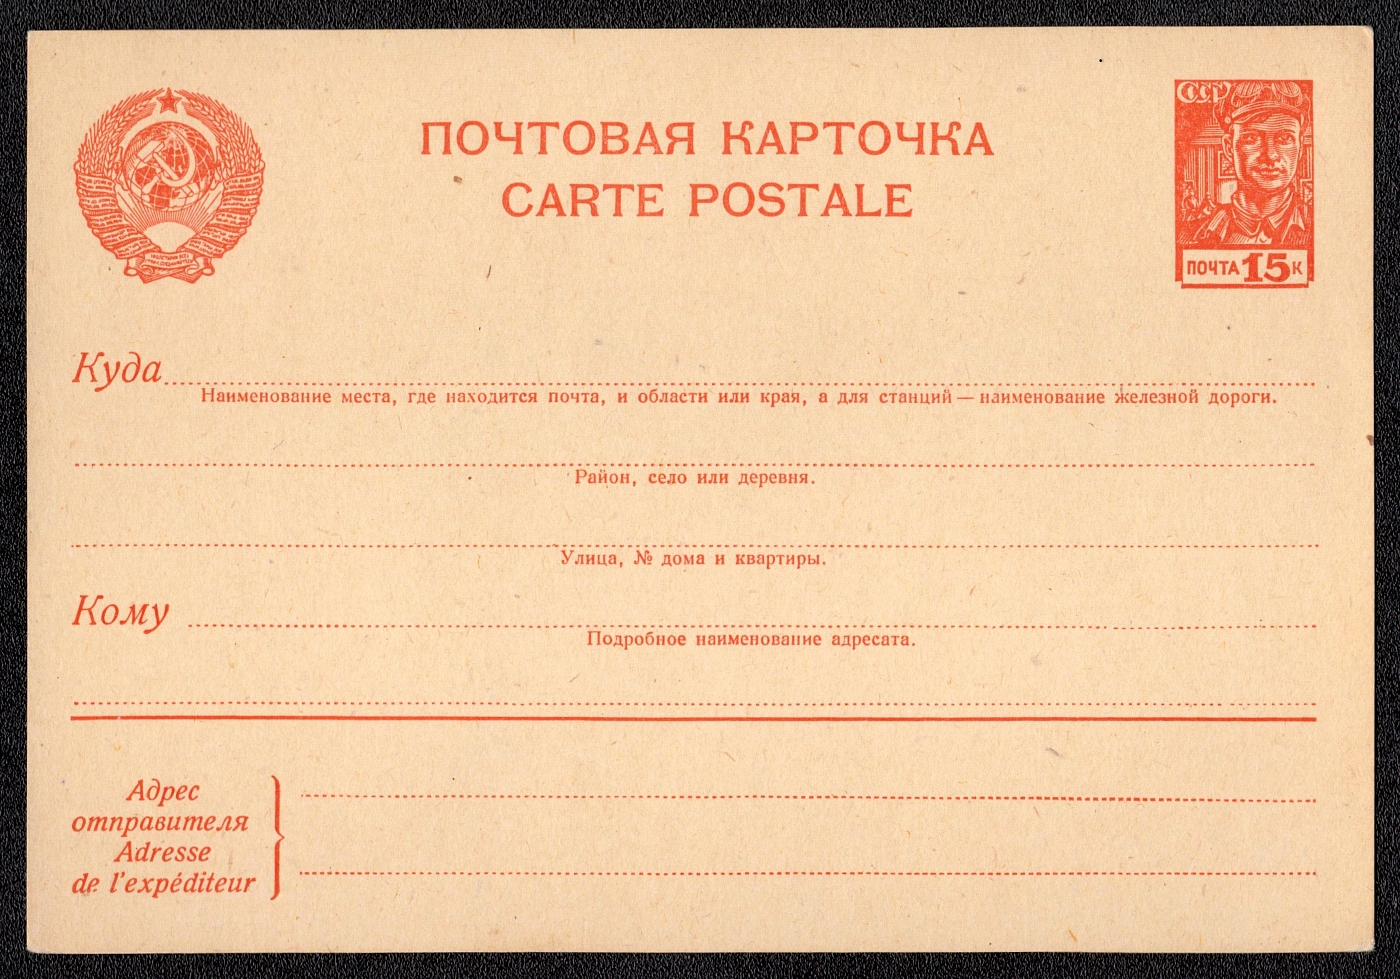 ПОЧТОВАЯ КАРТОЧКА
CARTE POSTALE
СССР
ПОЧТА 15 К
Куда
Наименование места, где находится почта, и области или края, а для станций — наименование железной дороги.
Район, село или деревня.
Улица, № дома и квартиры.
Кому
Подробное наименование адресата.
Адрес
отправителя
Adresse
de l'expéditeur